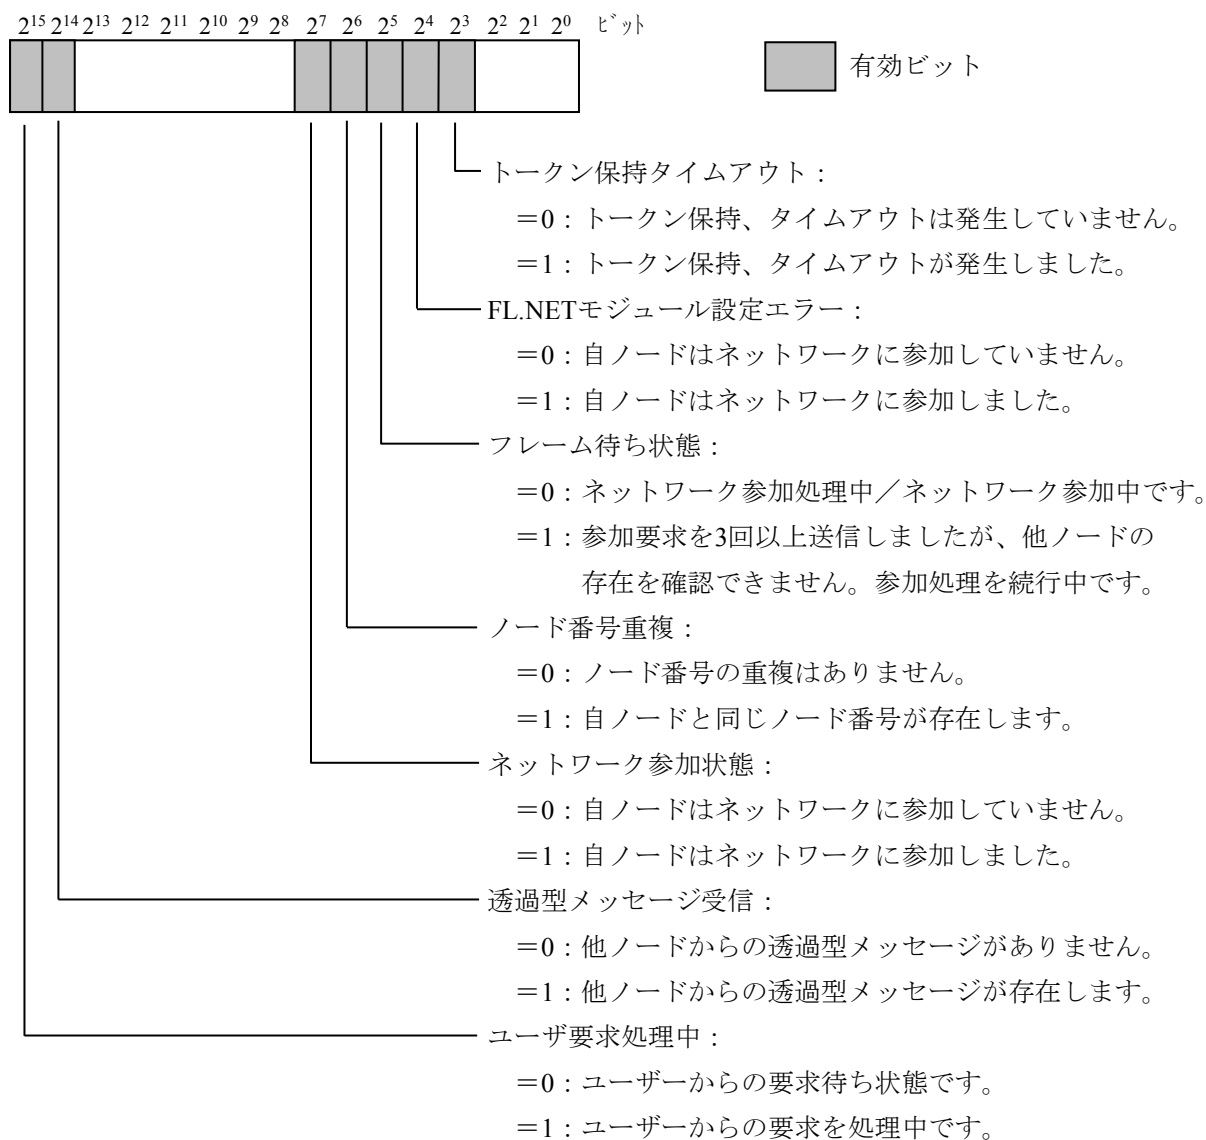 2¹⁵ 2¹⁴ 2¹³ 2¹² 2¹¹ 2¹⁰ 2⁹ 2⁸ 2⁷ 2⁶ 2⁵ 2⁴ 2³ 2² 2¹ 2⁰ ﾋﾞｯﾄ
有効ビット
トークン保持タイムアウト：
＝0：トークン保持、タイムアウトは発生していません。
＝1：トークン保持、タイムアウトが発生しました。
FL.NETモジュール設定エラー：
＝0：自ノードはネットワークに参加していません。
＝1：自ノードはネットワークに参加しました。
フレーム待ち状態：
＝0：ネットワーク参加処理中／ネットワーク参加中です。
＝1：参加要求を3回以上送信しましたが、他ノードの
存在を確認できません。参加処理を続行中です。
ノード番号重複：
＝0：ノード番号の重複はありません。
＝1：自ノードと同じノード番号が存在します。
ネットワーク参加状態：
＝0：自ノードはネットワークに参加していません。
＝1：自ノードはネットワークに参加しました。
透過型メッセージ受信：
＝0：他ノードからの透過型メッセージがありません。
＝1：他ノードからの透過型メッセージが存在します。
ユーザ要求処理中：
＝0：ユーザーからの要求待ち状態です。
＝1：ユーザーからの要求を処理中です。